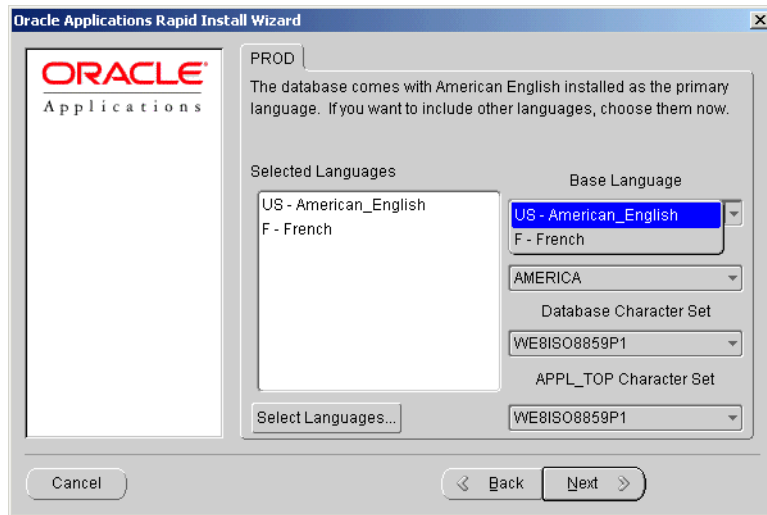 Oracle Applications Rapid Install Wizard
ORACLE®
Applications
PROD
The database comes with American English installed as the primary
language. If you want to include other languages, choose them now.
Selected Languages
US - American_English
F - French
Base Language
US - American_English
F - French
AMERICA
Database Character Set
WE8ISO8859P1
APPL_TOP Character Set
WE8ISO8859P1
Select Languages...
Cancel
Back
Next